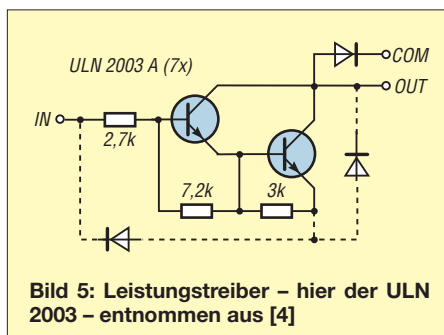 ULN 2003 A (7x)
COM
OUT
IN
2,7k
7,2k
3k
Bild 5: Leistungstreiber – hier der ULN
2003 – entnommen aus [4]